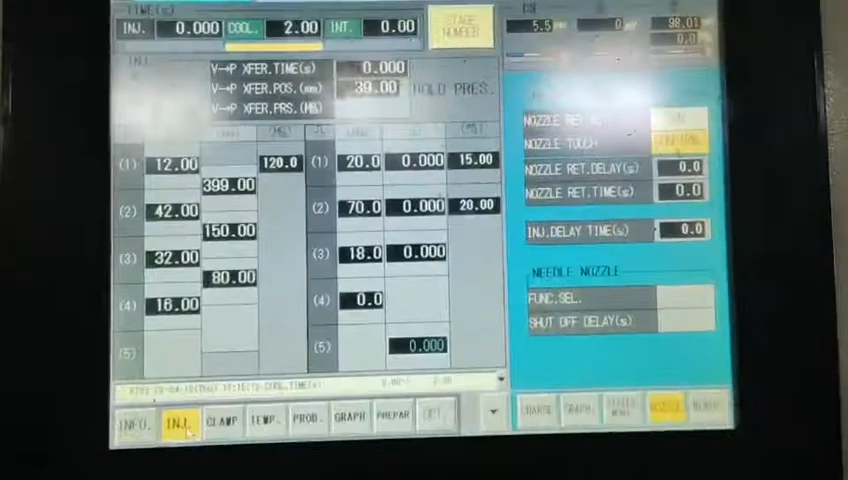 TIME(s)
INJ. 0.000 COOL. 2.00 INT. 0.00
STAGE NUMBER
5.5 0 98.01
0.0
INJ
V→P XFER.TIME(s) 0.000
V→P XFER.POS.(mm) 39.00
V→P XFER.PRS.(MPa)
HOLD PRES.
(1) 12.00 120.0 (1) 20.0 0.000 15.00
399.00
(2) 42.00 (2) 70.0 0.000 20.00
150.00
(3) 32.00 (3) 18.0 0.000
80.00
(4) 16.00 (4) 0.0
(5) (5) 0.000
NOZZLE RET.
NOZZLE TOUCH
NOZZLE RET.DELAY(s) 0.0
NOZZLE RET.TIME(s) 0.0
INJ.DELAY TIME(s) 0.0
NEEDLE NOZZLE
FUNC.SEL.
SHUT OFF DELAY(s)
INFO. INJ. CLAMP TEMP. PROD. GRAPH PREPAR OPT.
CHARGE GRAPH. NOZZLE